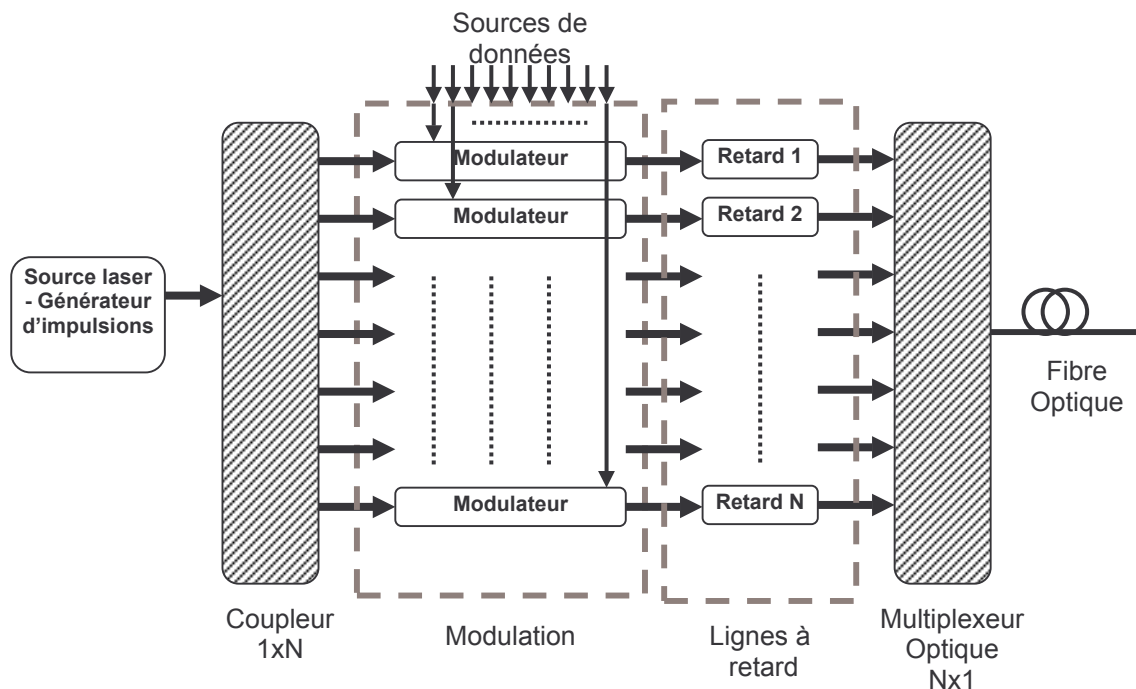 Sources de
données
Modulateur
Retard 1
Modulateur
Retard 2
Source laser
- Générateur
d'impulsions
Fibre
Optique
Modulateur
Retard N
Coupleur
1xN
Modulation
Lignes à
retard
Multiplexeur
Optique
Nx1